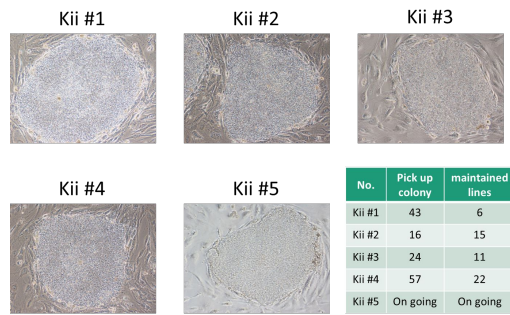 Kii #1
Kii #2
Kii #3
Kii #4
Kii #5
No. Pick up colony maintained lines
Kii #1 43 6
Kii #2 16 15
Kii #3 24 11
Kii #4 57 22
Kii #5 On going On going